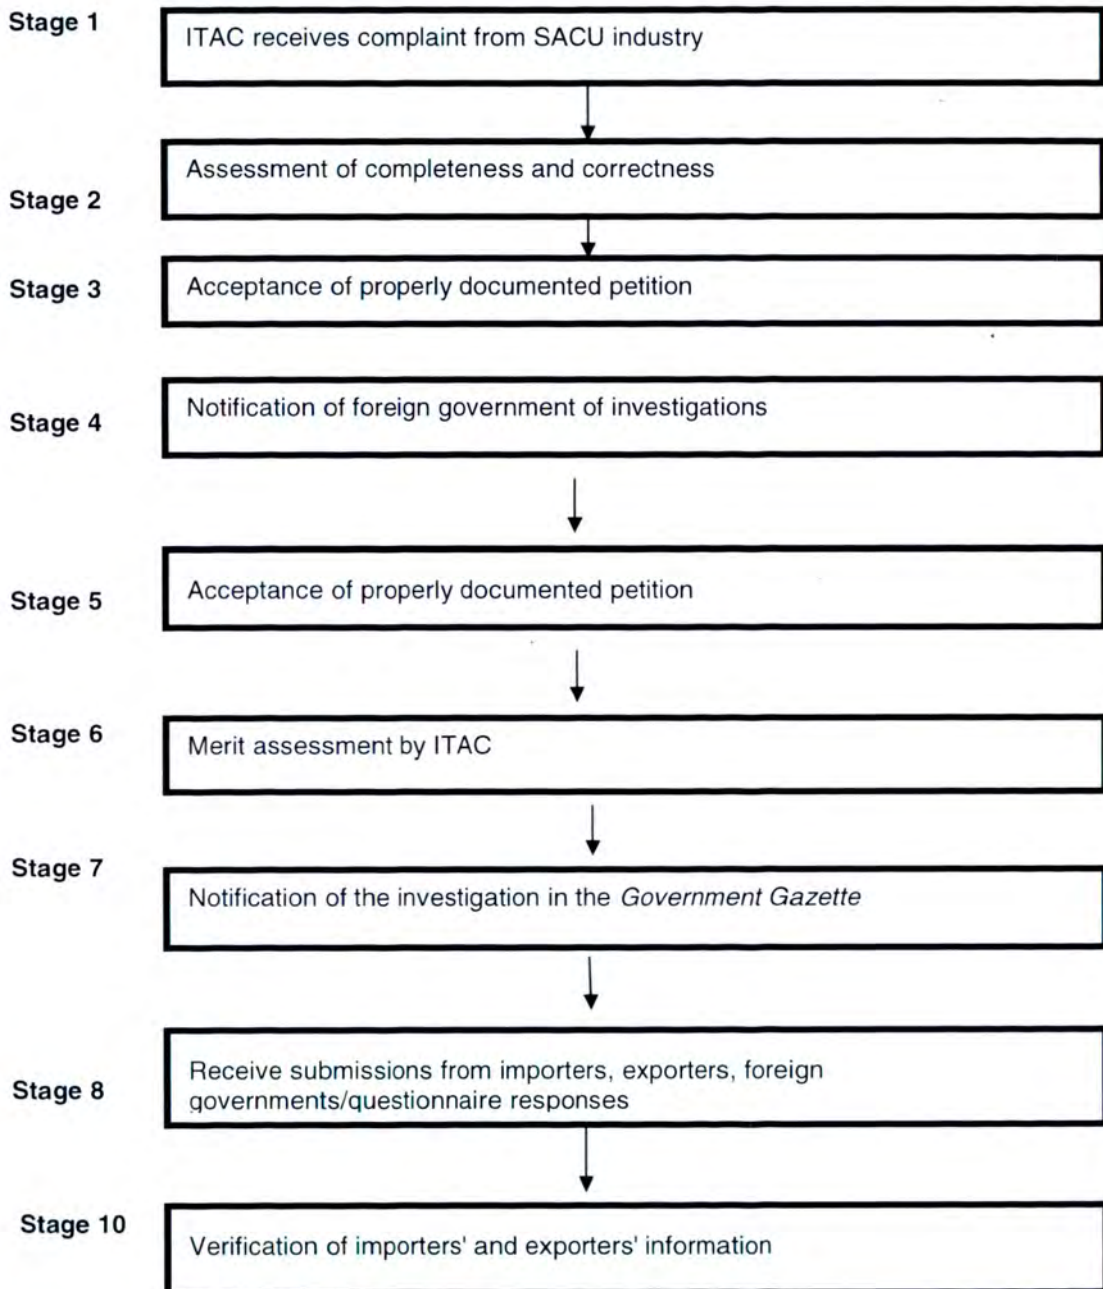 Stage 1
ITAC receives complaint from SACU industry
Assessment of completeness and correctness
Stage 2
Stage 3
Acceptance of properly documented petition
Stage 4
Notification of foreign government of investigations
Stage 5
Acceptance of properly documented petition
Stage 6
Merit assessment by ITAC
Stage 7
Notification of the investigation in the Government Gazette
Stage 8
Receive submissions from importers, exporters, foreign
governments/questionnaire responses
Stage 10
Verification of importers' and exporters' information